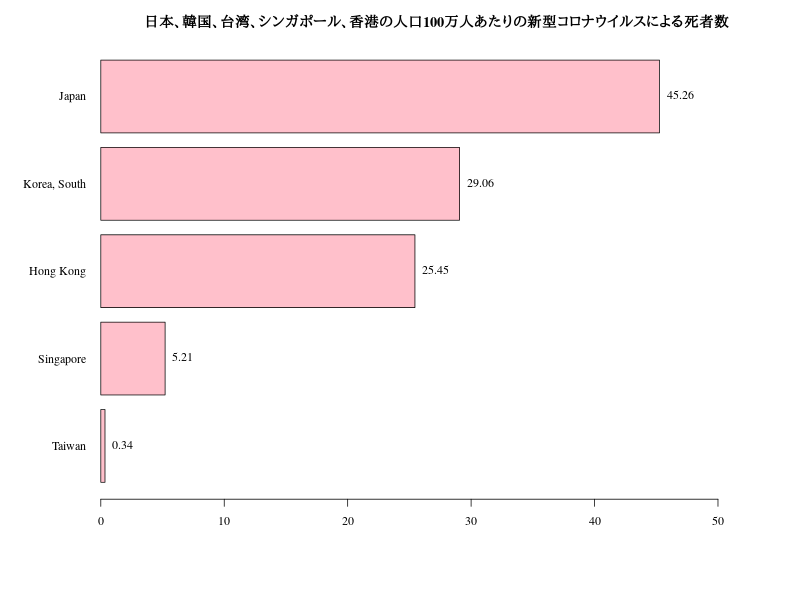 日本、韓国、台湾、シンガポール、香港の人口100万人あたりの新型コロナウイルスによる死者数
Japan 45.26
Korea, South 29.06
Hong Kong 25.45
Singapore 5.21
Taiwan 0.34
0 10 20 30 40 50